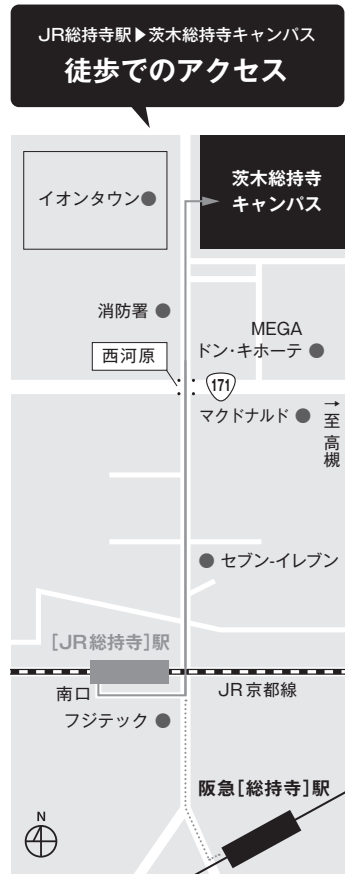 JR総持寺駅▶茨木総持寺キャンパス
徒歩でのアクセス
茨木総持寺
キャンパス
イオンタウン
消防署
MEGA
ドン・キホーテ
西河原
171
マクドナルド
→至高槻
セブン-イレブン
[JR総持寺]駅
南口
JR京都線
フジテック
阪急[総持寺]駅
N